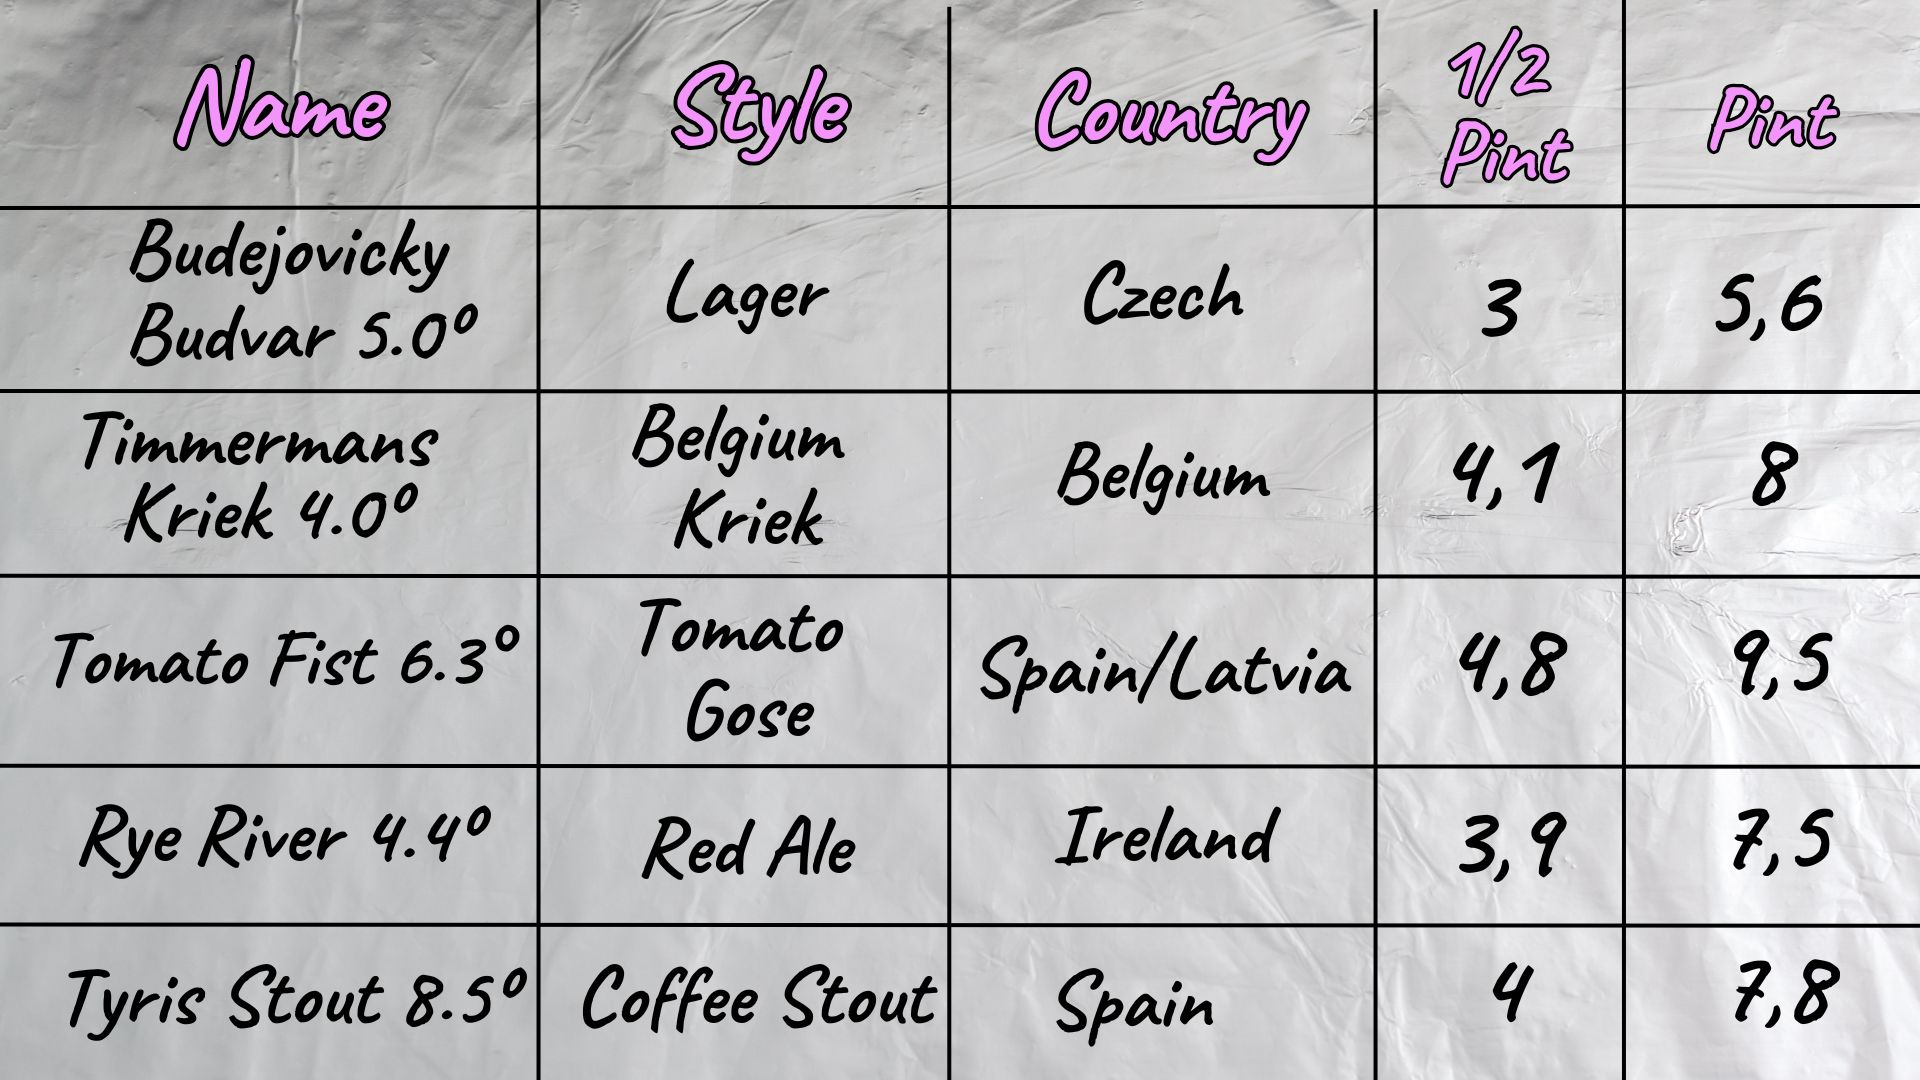 Name Style Country 1/2 Pint Pint
Budejovicky
Budvar 5.0º Lager Czech 3 5,6
Timmermans
Kriek 4.0º Belgium
Kriek Belgium 4,1 8
Tomato Fist 6.3º Tomato
Gose Spain/Latvia 4,8 9,5
Rye River 4.4º Red Ale Ireland 3,9 7,5
Tyris Stout 8.5º Coffee Stout Spain 4 7,8